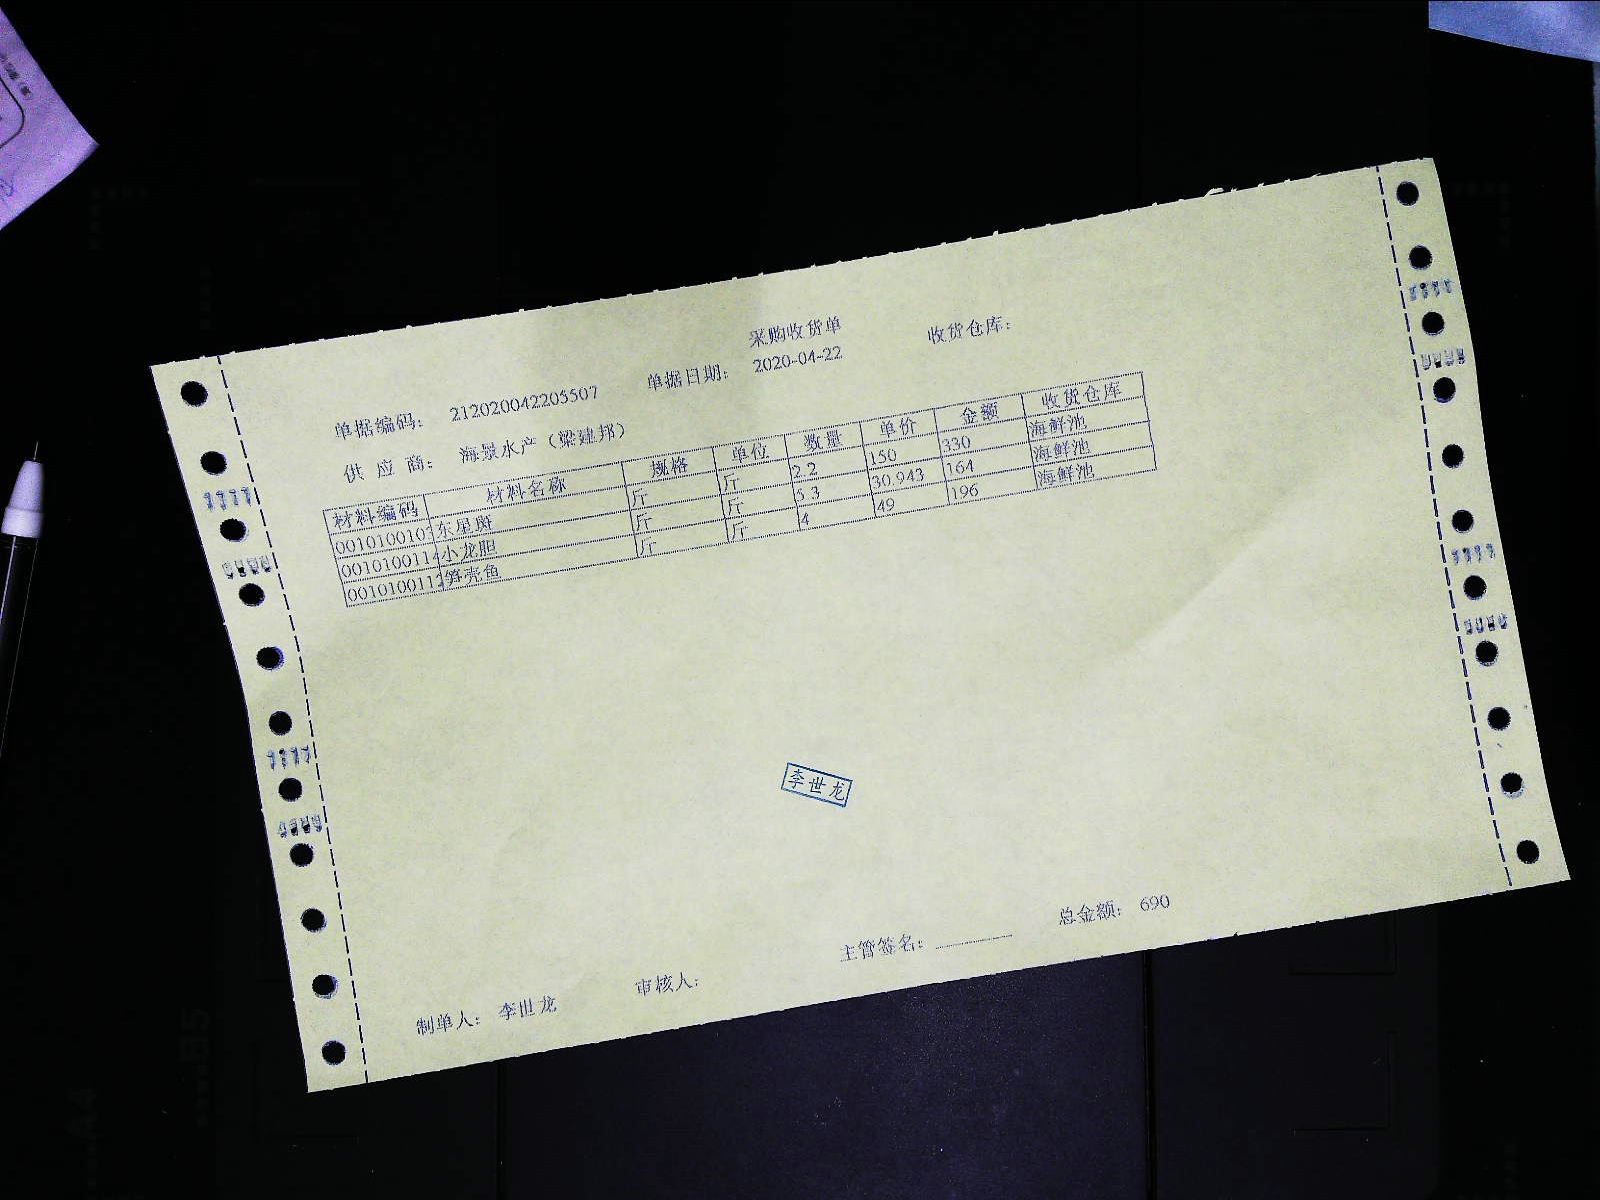 采购收货单
单据编码： 212020042205507 单据日期： 2020-04-22 收货仓库：
供 应 商： 海景水产（梁建邦）
材料编码 材料名称 规格 单位 数量 单价 金额 收货仓库
001010010 东星斑 斤 斤 2.2 150 330 海鲜池
001010011 小龙胆 斤 斤 5.3 30.943 164 海鲜池
001010011 笋壳鱼 斤 斤 4 49 196 海鲜池
李世龙
制单人： 李世龙 审核人： 主管签名： 总金额： 690